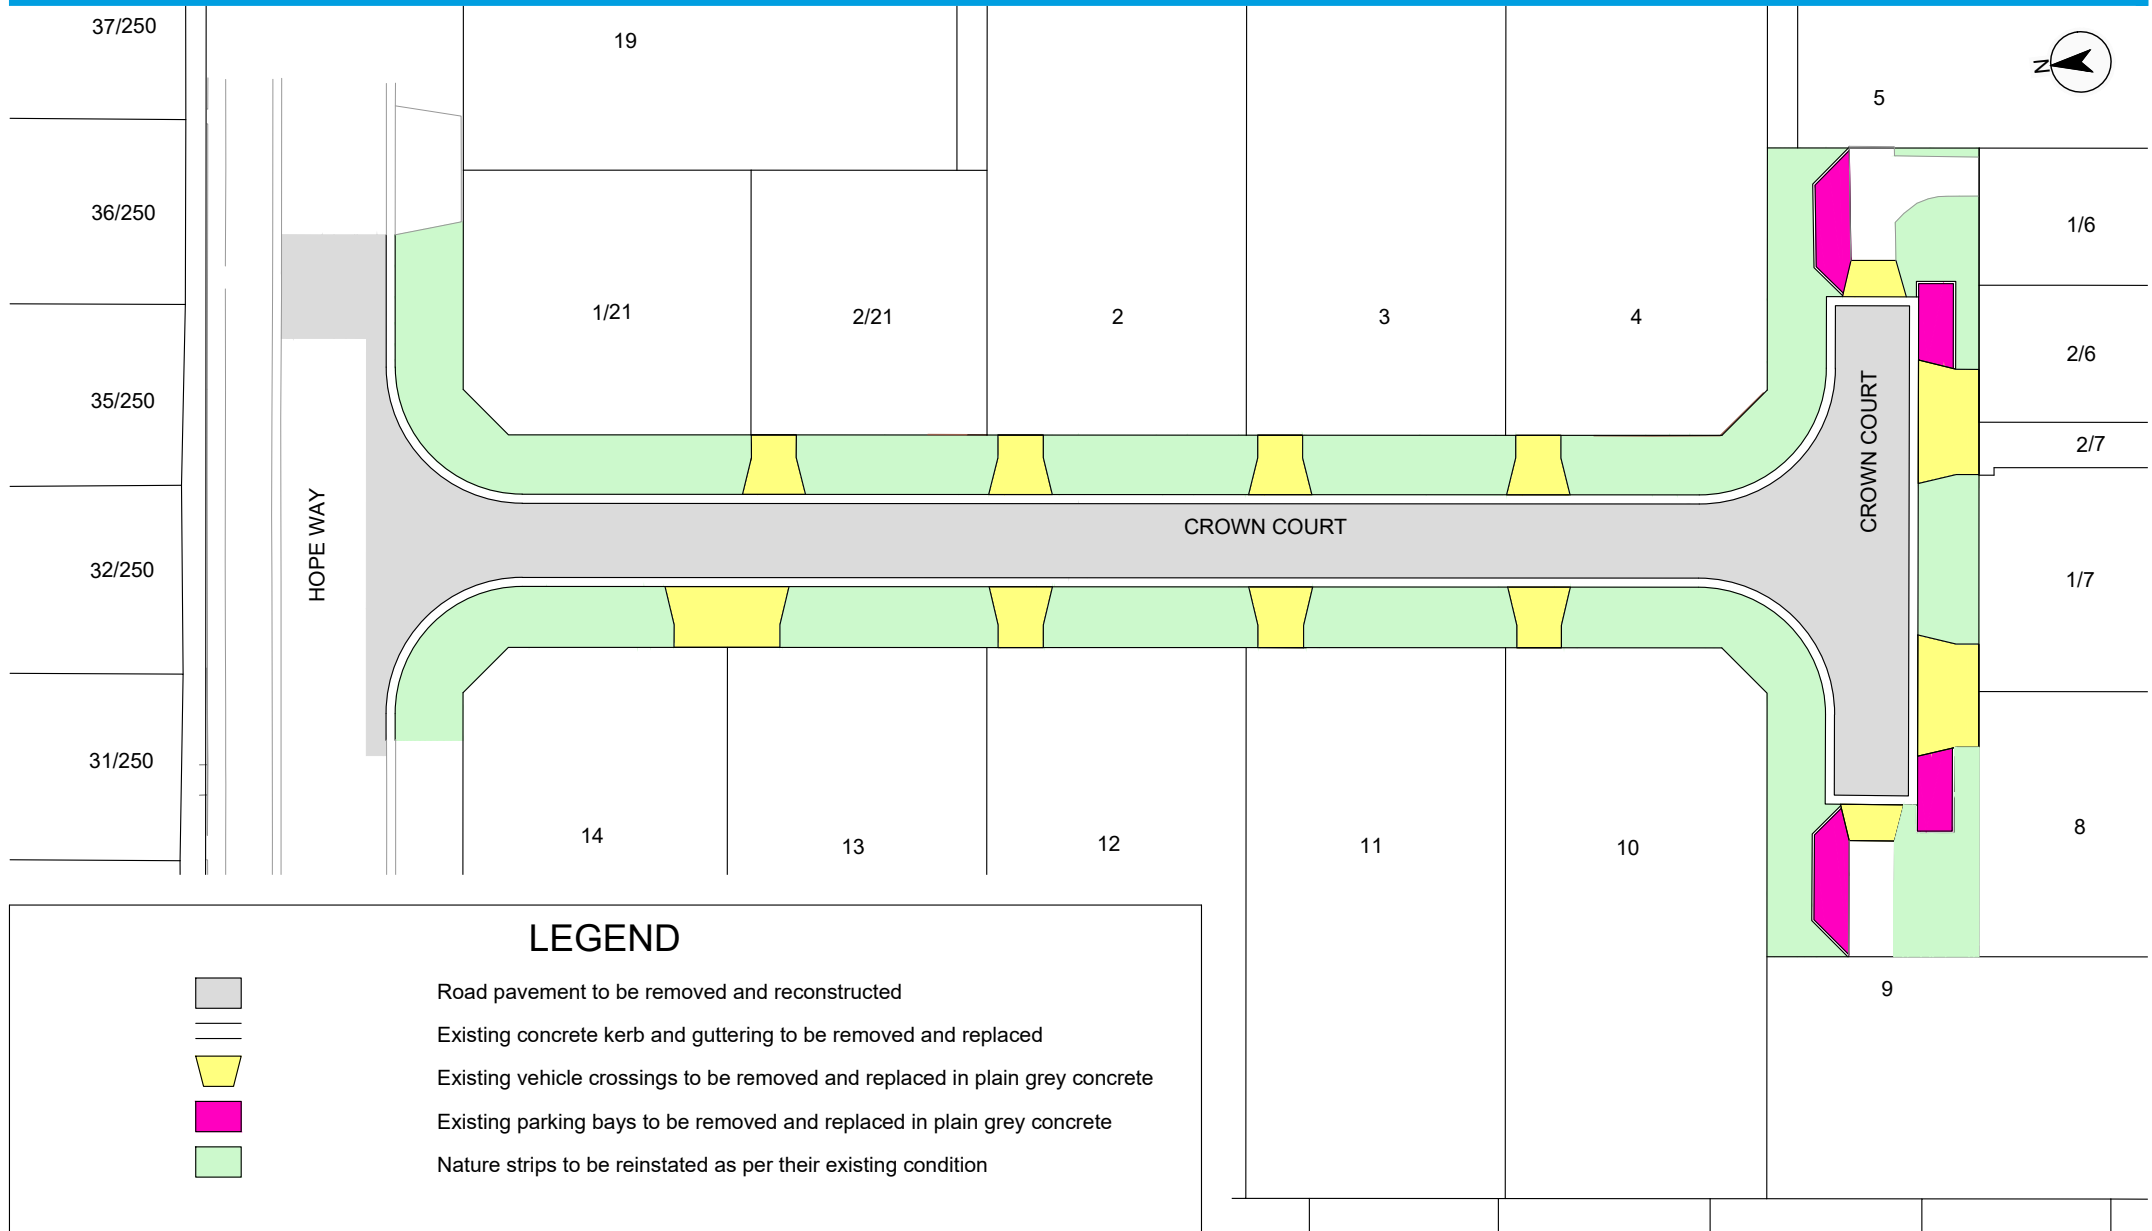 37/250
19
N
5
36/250
1/6
1/21
2/21
2
3
4
2/6
35/250
CROWN COURT
2/7
HOPE WAY
CROWN COURT
32/250
1/7
31/250
14
13
12
11
10
8
9
LEGEND
Road pavement to be removed and reconstructed
Existing concrete kerb and guttering to be removed and replaced
Existing vehicle crossings to be removed and replaced in plain grey concrete
Existing parking bays to be removed and replaced in plain grey concrete
Nature strips to be reinstated as per their existing condition